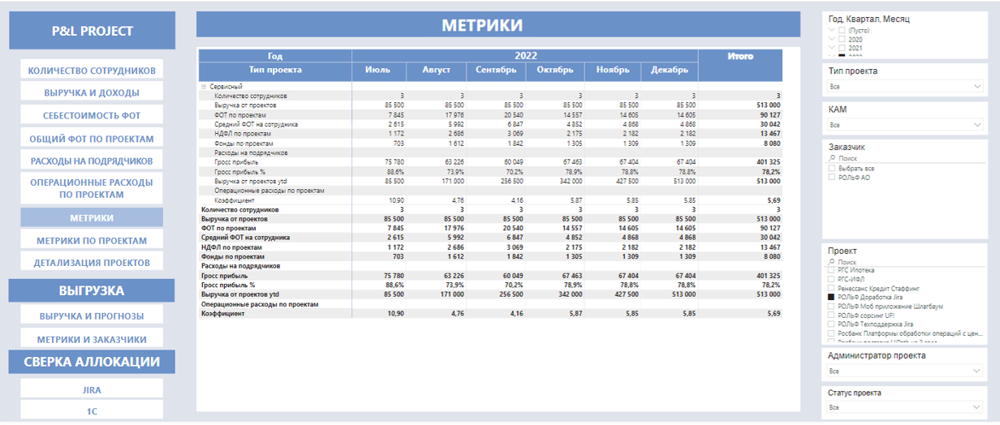 P&L PROJECT
КОЛИЧЕСТВО СОТРУДНИКОВ
ВЫРУЧКА И ДОХОДЫ
СЕБЕСТОИМОСТЬ ФОТ
ОБЩИЙ ФОТ ПО ПРОЕКТАМ
РАСХОДЫ НА ПОДРЯДЧИКОВ
ОПЕРАЦИОННЫЕ РАСХОДЫ
ПО ПРОЕКТАМ
МЕТРИКИ
МЕТРИКИ ПО ПРОЕКТАМ
ДЕТАЛИЗАЦИЯ ПРОЕКТОВ
ВЫГРУЗКА
ВЫРУЧКА И ПРОГНОЗЫ
МЕТРИКИ И ЗАКАЗЧИКИ
СВЕРКА АЛЛОКАЦИИ
JIRA
1С
МЕТРИКИ
Год 2022 Итого
Тип проекта Июль Август Сентябрь Октябрь Ноябрь Декабрь
Сервисный
Количество сотрудников 3 3 3 3 3 3 3
Выручка от проектов 85 500 85 500 85 500 85 500 85 500 85 500 513 000
ФОТ по проектам 7 845 17 976 20 540 14 557 14 605 14 605 90 127
Средний ФОТ на сотрудника 2 615 5 992 6 847 4 852 4 868 4 868 30 042
НДФЛ по проектам 1 172 2 686 3 069 2 175 2 182 2 182 13 467
Фонды по проектам 703 1 612 1 842 1 305 1 309 1 309 8 080
Расходы на подрядчиков
Гросс прибыль 75 780 63 226 60 049 67 463 67 404 67 404 401 325
Гросс прибыль % 88,6% 73,9% 70,2% 78,9% 78,8% 78,8% 78,2%
Выручка от проектов ytd 85 500 171 000 256 500 342 000 427 500 513 000 513 000
Операционные расходы по проектам
Коэффициент 10,90 4,76 4,16 5,87 5,85 5,85 5,69
Количество сотрудников 3 3 3 3 3 3 3
Выручка от проектов 85 500 85 500 85 500 85 500 85 500 85 500 513 000
ФОТ по проектам 7 845 17 976 20 540 14 557 14 605 14 605 90 127
Средний ФОТ на сотрудника 2 615 5 992 6 847 4 852 4 868 4 868 30 042
НДФЛ по проектам 1 172 2 686 3 069 2 175 2 182 2 182 13 467
Фонды по проектам 703 1 612 1 842 1 305 1 309 1 309 8 080
Расходы на подрядчиков
Гросс прибыль 75 780 63 226 60 049 67 463 67 404 67 404 401 325
Гросс прибыль % 88,6% 73,9% 70,2% 78,9% 78,8% 78,8% 78,2%
Выручка от проектов ytd 85 500 171 000 256 500 342 000 427 500 513 000 513 000
Операционные расходы по проектам
Коэффициент 10,90 4,76 4,16 5,87 5,85 5,85 5,69
Год, Квартал, Месяц
(Пусто)
2020
2021
Тип проекта
Все
КАМ
Все
Заказчик
Поиск
Выбрать все
РОЛЬФ АО
Проект
Поиск
РГС Ипотека
РГС-ИФЛ
Ренессанс Кредит Стаффинг
РОЛЬФ Доработка Jira
РОЛЬФ Моб приложение Шлагбаум
РОЛЬФ сорсинг UF!
РОЛЬФ Техподдержка Jira
Росбанк Платформы обработки операций с цен...
Администратор проекта
Все
Статус проекта
Все